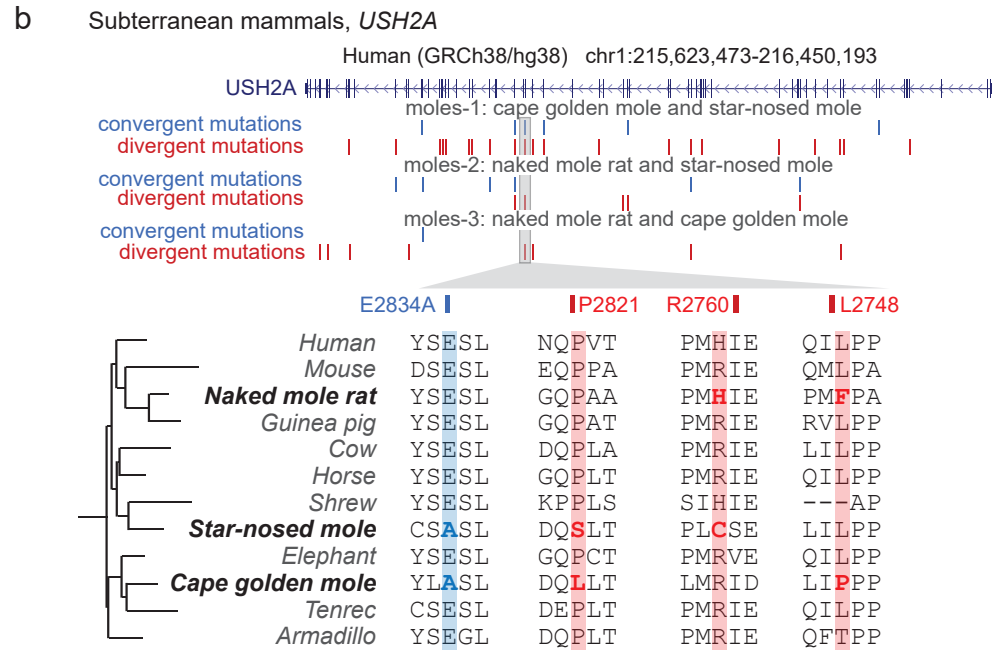 b Subterranean mammals, USH2A
Human (GRCh38/hg38) chr1:215,623,473-216,450,193
USH2A
moles-1: cape golden mole and star-nosed mole
convergent mutations
divergent mutations
moles-2: naked mole rat and star-nosed mole
convergent mutations
divergent mutations
moles-3: naked mole rat and cape golden mole
convergent mutations
divergent mutations
E2834A P2821 R2760 L2748
Human YSESL NQPVT PMHIE QILPP
Mouse DSESL EQPPA PMRIE QMLPA
Naked mole rat YSESL GQPAA PMHIE PMFPA
Guinea pig YSESL GQPAT PMRIE RVLPP
Cow YSESL DQPLA PMRIE LILPP
Horse YSESL GQPLT PMRIE QILPP
Shrew YSESL KPPLS SIHIE ---AP
Star-nosed mole CSASL DQSLT PLCSE LILPP
Elephant YSESL GQPCT PMRVE QILPP
Cape golden mole YLASL DQLLT LMRID LIPPP
Tenrec CSESL DEPLT PMRIE QILPP
Armadillo YSEGL DQPLT PMRIE QFTPP